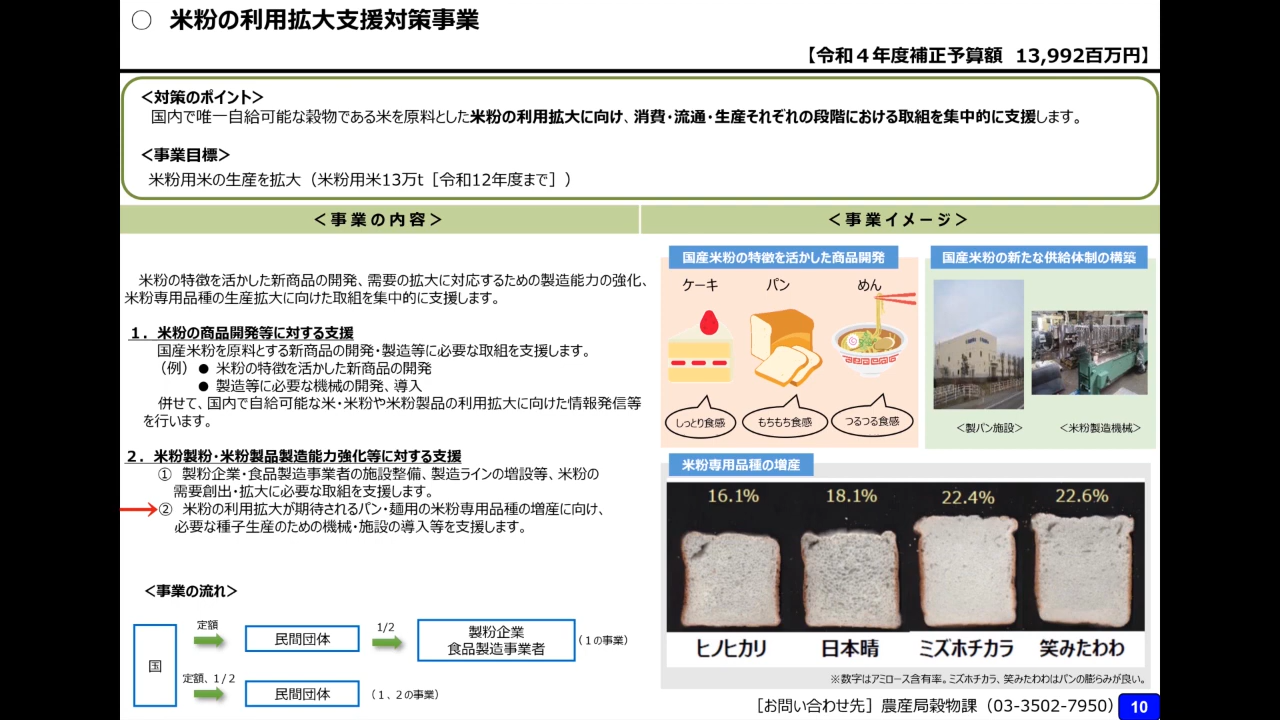 ○ 米粉の利用拡大支援対策事業
【令和４年度補正予算額 13,992百万円】
＜対策のポイント＞
国内で唯一自給可能な穀物である米を原料とした米粉の利用拡大に向け、消費・流通・生産それぞれの段階における取組を集中的に支援します。
＜事業目標＞
米粉用米の生産を拡大（米粉用米13万t［令和12年度まで］）
＜事業の内容＞
米粉の特徴を活かした新商品の開発、需要の拡大に対応するための製造能力の強化、
米粉専用品種の生産拡大に向けた取組を集中的に支援します。
１．米粉の商品開発等に対する支援
国産米粉を原料とする新商品の開発・製造等に必要な取組を支援します。
（例）● 米粉の特徴を活かした新商品の開発
● 製造等に必要な機械の開発、導入
併せて、国内で自給可能な米・米粉や米粉製品の利用拡大に向けた情報発信等
を行います。
２．米粉製粉・米粉製品製造能力強化等に対する支援
① 製粉企業・食品製造事業者の施設整備、製造ラインの増設等、米粉の
需要創出・拡大に必要な取組を支援します。
② 米粉の利用拡大が期待されるパン・麺用の米粉専用品種の増産に向け、
必要な種子生産のための機械・施設の導入等を支援します。
＜事業の流れ＞
国
定額
民間団体
1/2
製粉企業
食品製造事業者
（１の事業）
定額、１/２
民間団体
（１、２の事業）
＜事業イメージ＞
国産米粉の特徴を活かした商品開発
ケーキ パン めん
しっとり食感 もちもち食感 つるつる食感
国産米粉の新たな供給体制の構築
＜製パン施設＞ ＜米粉製造機械＞
米粉専用品種の増産
16.1% 18.1% 22.4% 22.6%
ヒノヒカリ 日本晴 ミズホチカラ 笑みたわわ
※数字はアミロース含有率。ミズホチカラ、笑みたわわはパンの膨らみが良い。
［お問い合わせ先］農産局穀物課（03-3502-7950）
10